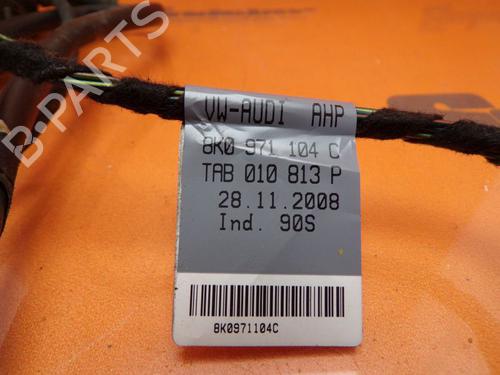 VW-AUDI AHP
8K0 971 104 C
TAB 010 813 P
28.11.2008
Ind. 90S
8K0971104C
B-PARTS